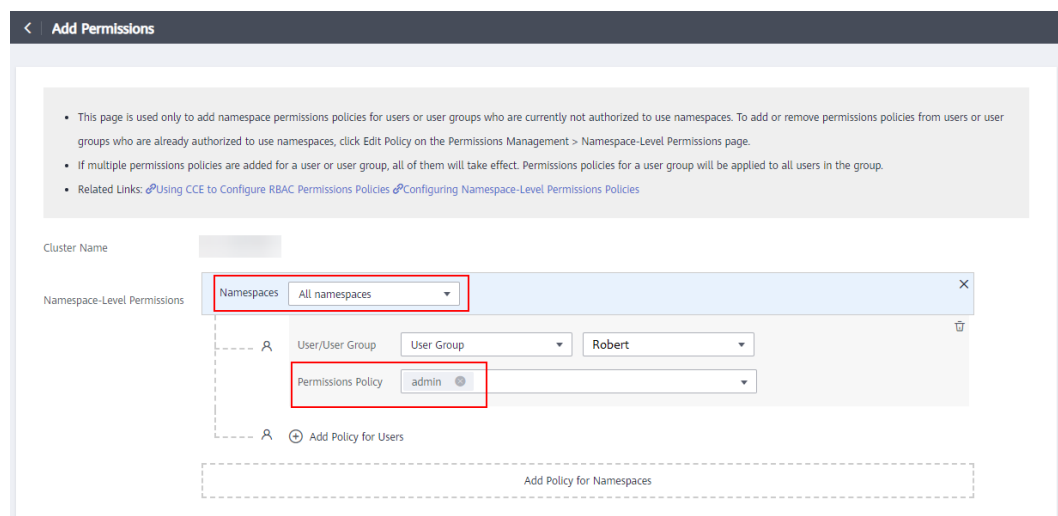 Add Permissions
• This page is used only to add namespace permissions policies for users or user groups who are currently not authorized to use namespaces. To add or remove permissions policies from users or user
groups who are already authorized to use namespaces, click Edit Policy on the Permissions Management > Namespace-Level Permissions page.
• If multiple permissions policies are added for a user or user group, all of them will take effect. Permissions policies for a user group will be applied to all users in the group.
• Related Links: Using CCE to Configure RBAC Permissions Policies Configuring Namespace-Level Permissions Policies
Cluster Name
Namespace-Level Permissions
Namespaces All namespaces
User/User Group User Group Robert
Permissions Policy admin
Add Policy for Users
Add Policy for Namespaces